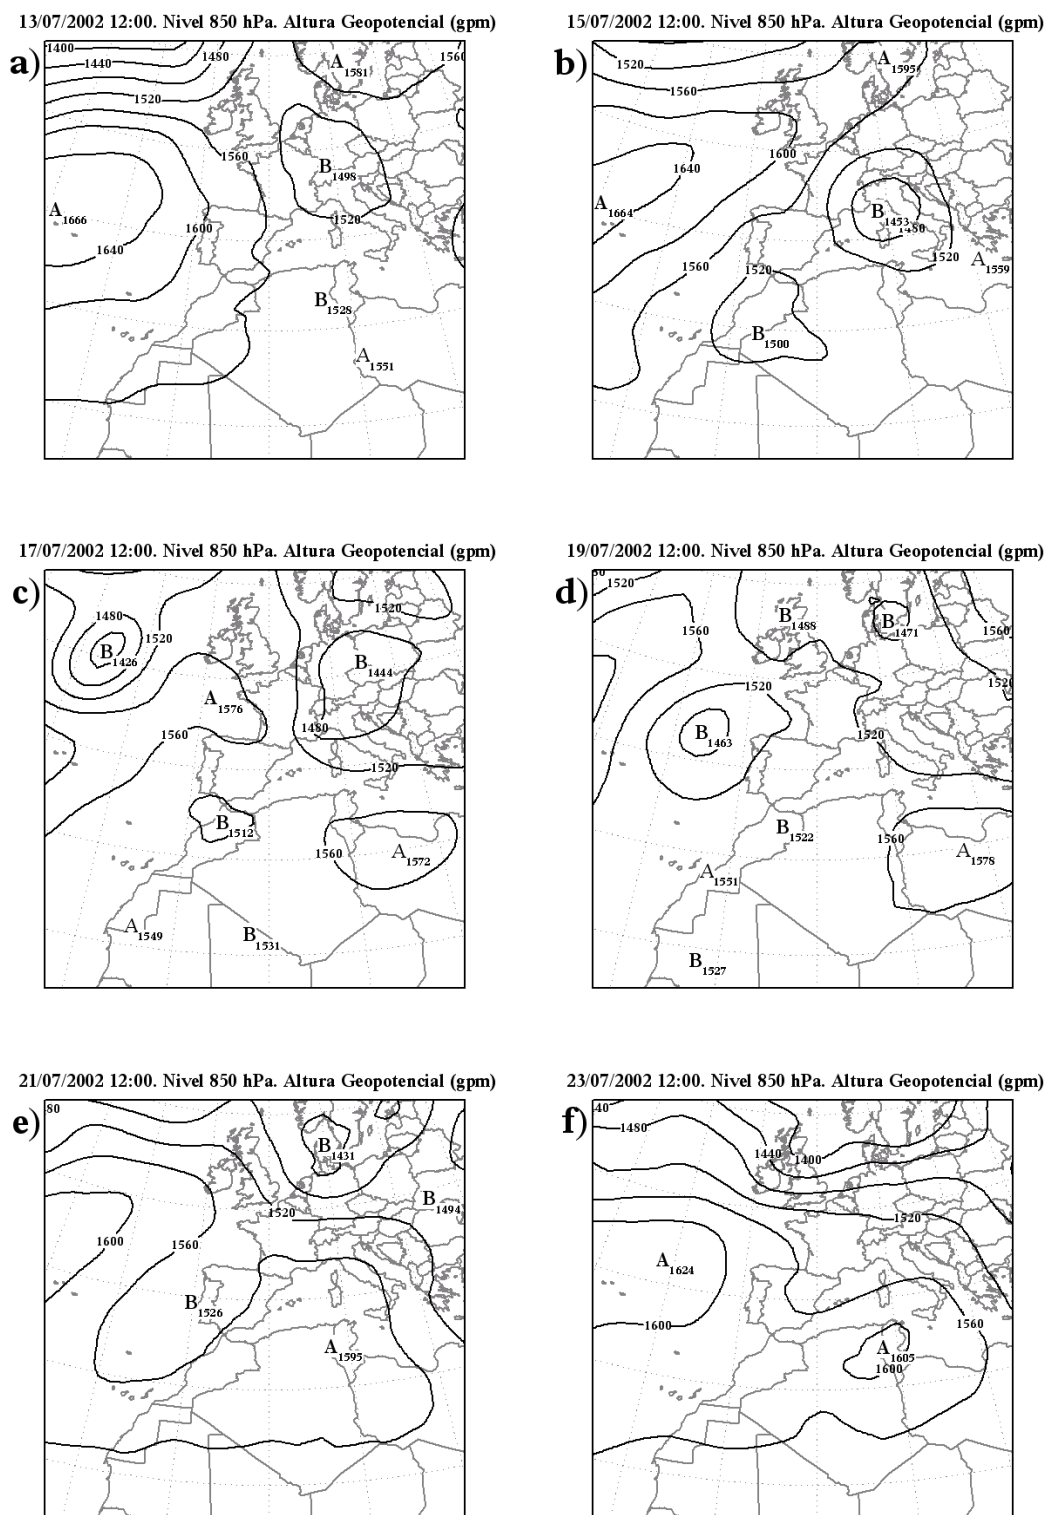 13/07/2002 12:00. Nivel 850 hPa. Altura Geopotencial (gpm)
a)
1400
1440
1480
1520
A 1581
1560
1560
B 1498
1520
A 1666
1600
1640
B 1528
A 1551
15/07/2002 12:00. Nivel 850 hPa. Altura Geopotencial (gpm)
b)
1520
A 1595
1560
1600
1640
A 1664
B 1453
1480
1520
A 1559
1560
1520
B 1500
17/07/2002 12:00. Nivel 850 hPa. Altura Geopotencial (gpm)
c)
1480
1520
1520
B 1426
B 1444
A 1576
1560
1480
1520
B 1512
1560
A 1572
A 1549
B 1531
19/07/2002 12:00. Nivel 850 hPa. Altura Geopotencial (gpm)
d)
1520
B 1488
B 1471
1560
1560
1520
1520
B 1463
1520
B 1522
1560
A 1578
A 1551
B 1527
21/07/2002 12:00. Nivel 850 hPa. Altura Geopotencial (gpm)
e)
80
B 1431
B 1494
1520
1600
1560
B 1526
A 1595
23/07/2002 12:00. Nivel 850 hPa. Altura Geopotencial (gpm)
f)
40
1480
1440
1400
1520
A 1624
1600
1560
A 1605
1600